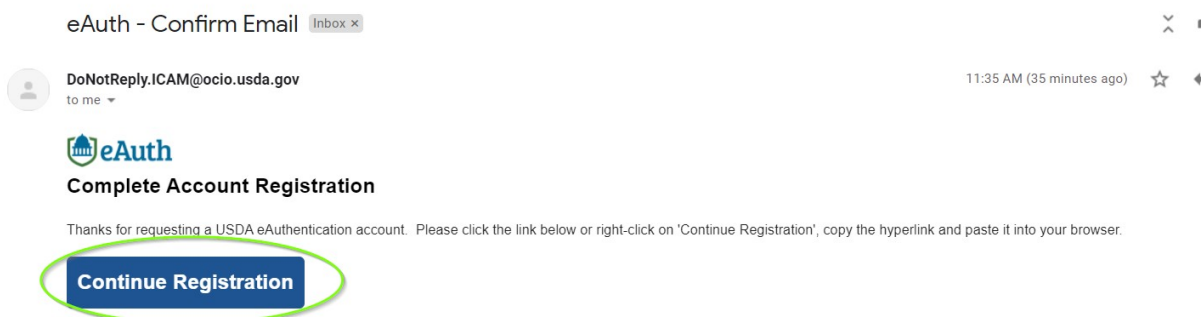 eAuth - Confirm Email Inbox ×
DoNotReply.ICAM@ocio.usda.gov 11:35 AM (35 minutes ago)
to me
eAuth
Complete Account Registration
Thanks for requesting a USDA eAuthentication account. Please click the link below or right-click on 'Continue Registration', copy the hyperlink and paste it into your browser.
Continue Registration